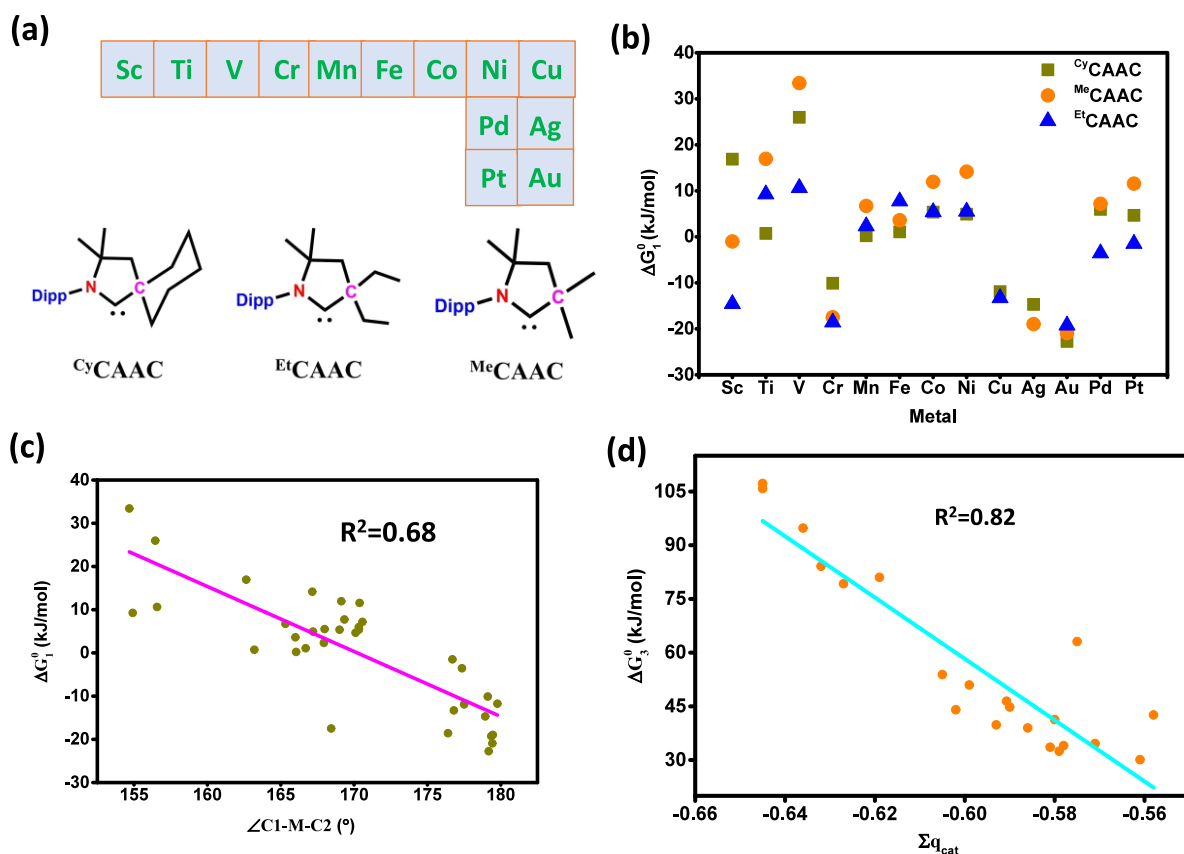 (a)
Sc Ti V Cr Mn Fe Co Ni Cu
Pd Ag
Pt Au
Dipp N C
Dipp N C
Dipp N C
CyCAAC
EtCAAC
MeCAAC
(b)
40
30
20
10
0
-10
-20
-30
ΔG₁⁰ (kJ/mol)
CyCAAC
MeCAAC
EtCAAC
Sc Ti V Cr Mn Fe Co Ni Cu Ag Au Pd Pt
Metal
(c)
40
30
20
10
0
-10
-20
-30
ΔG₁⁰ (kJ/mol)
R²=0.68
155 160 165 170 175 180
∠C1-M-C2 (°)
(d)
105
90
75
60
45
30
ΔG₃⁰ (kJ/mol)
R²=0.82
-0.66 -0.64 -0.62 -0.60 -0.58 -0.56
Σqcat